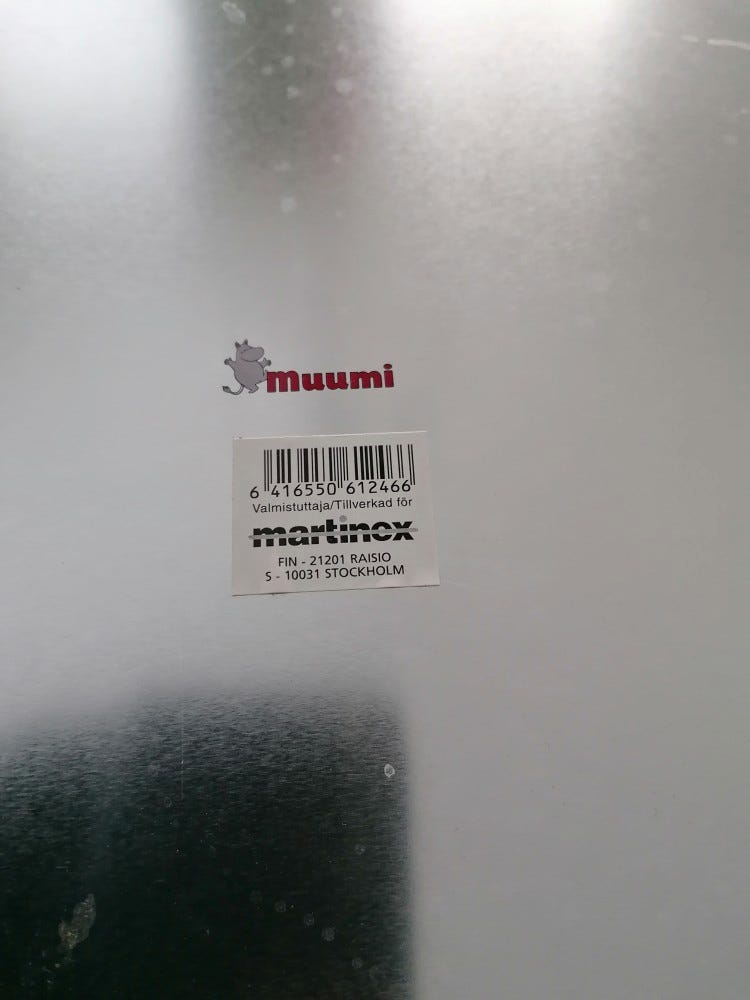 muumi
6 416550 612466
Valmistuttaja/Tillverkad för
martinex
FIN - 21201 RAISIO
S - 10031 STOCKHOLM